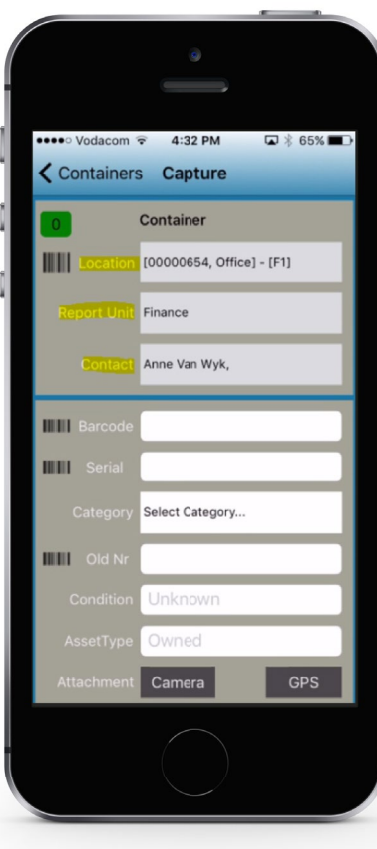 Vodacom 4:32 PM 65%
Containers Capture
0 Container
Location [00000654, Office] - [F1]
Report Unit Finance
Contact Anne Van Wyk,
Barcode
Serial
Category Select Category...
Old Nr
Condition Unknown
AssetType Owned
Attachment Camera GPS